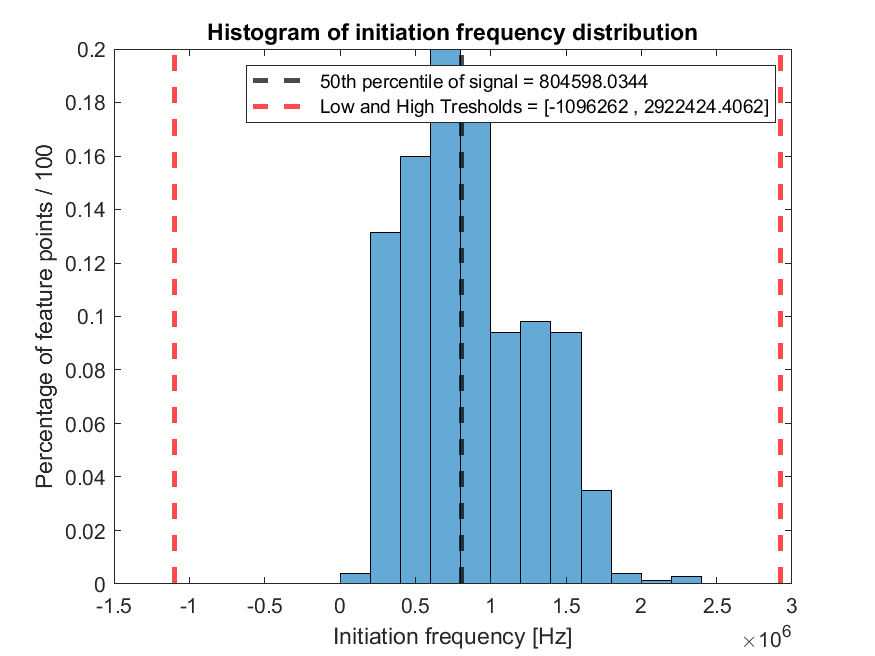 Histogram of initiation frequency distribution
50th percentile of signal = 804598.0344
Low and High Tresholds = [-1096262 , 2922424.4062]
Percentage of feature points / 100
0.2
0.18
0.16
0.14
0.12
0.1
0.08
0.06
0.04
0.02
0
-1.5 -1 -0.5 0 0.5 1 1.5 2 2.5 3
Initiation frequency [Hz]
×10⁶